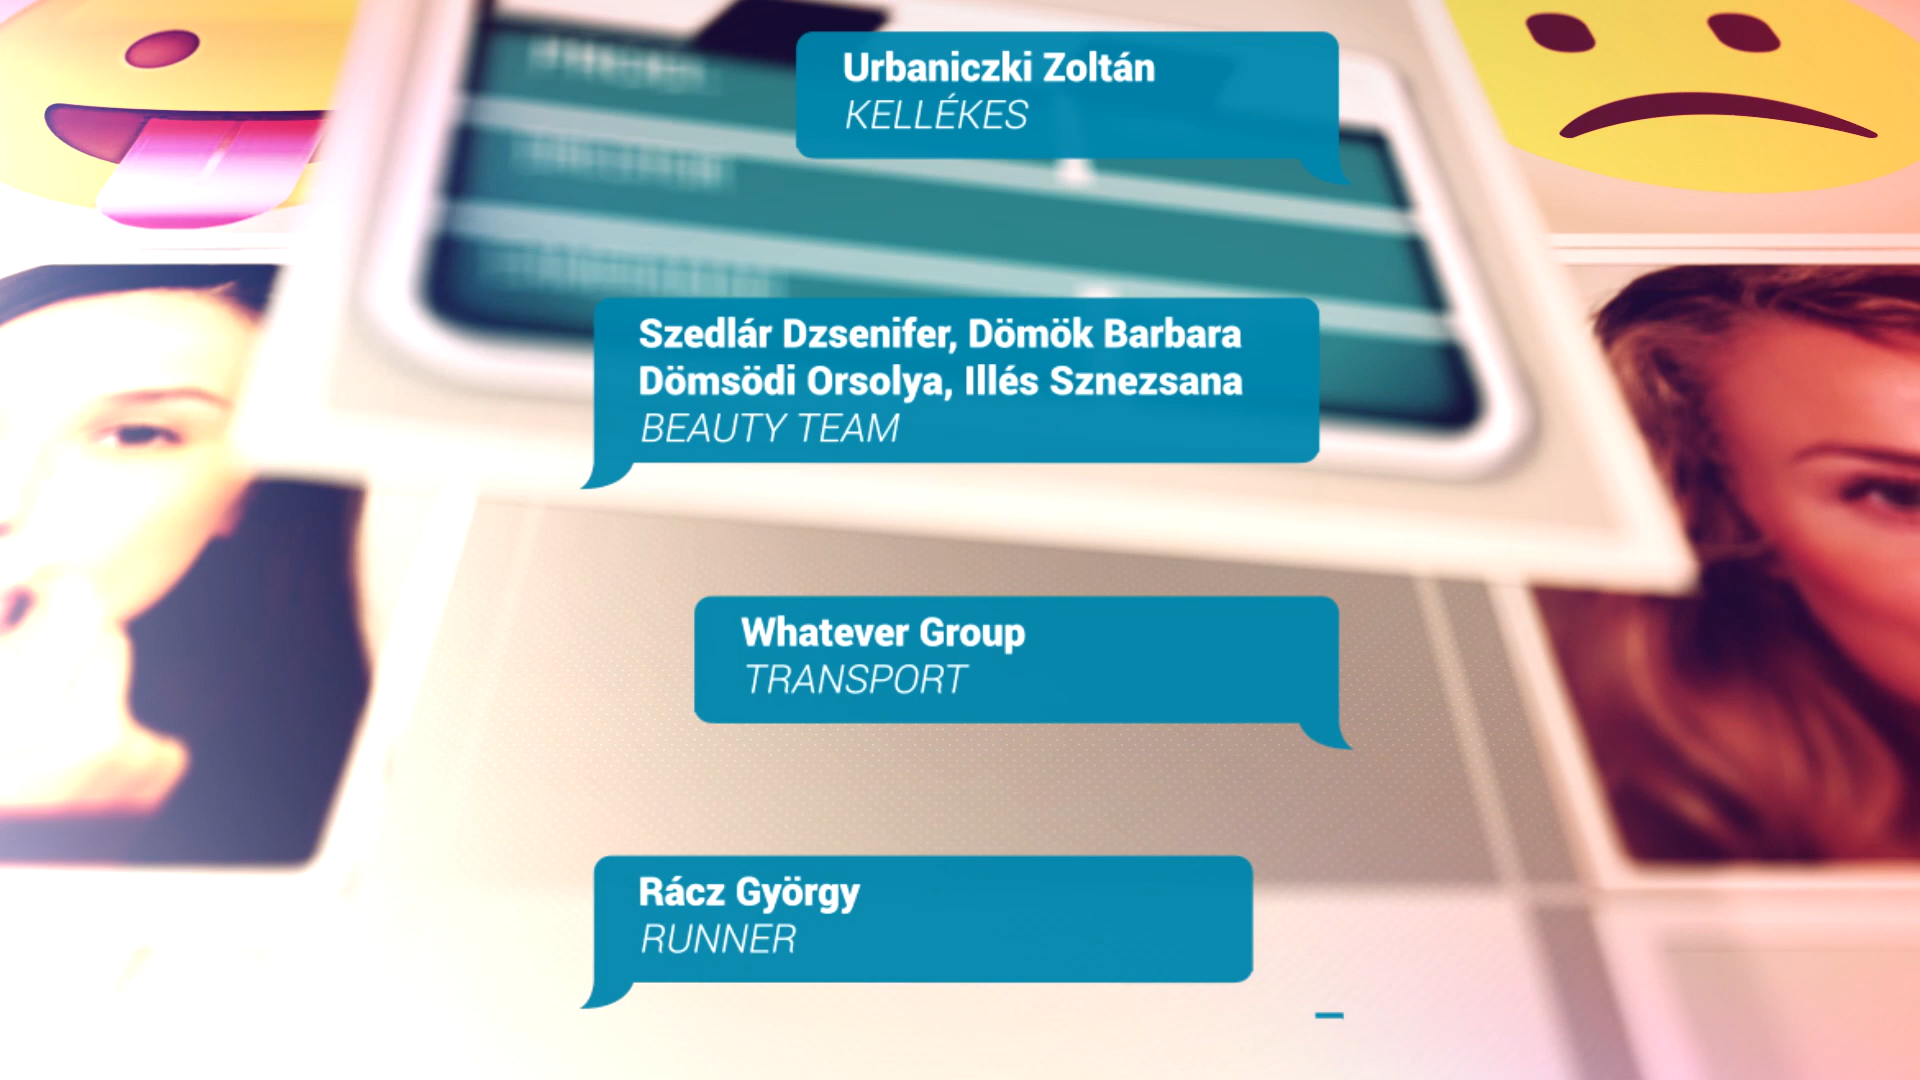 Urbaniczki Zoltán
KELLÉKES
Szedlár Dzsenifer, Dömök Barbara
Dömsödi Orsolya, Illés Sznezsana
BEAUTY TEAM
Whatever Group
TRANSPORT
Rácz György
RUNNER